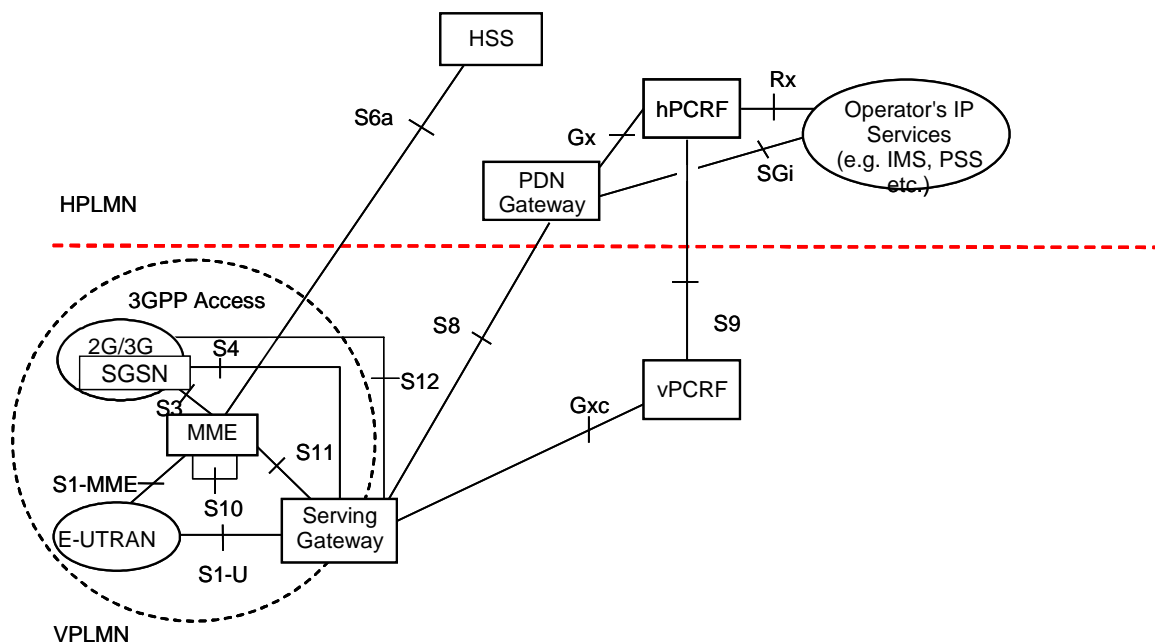 HSS
Rx
hPCRF
Operator's IP
Services
(e.g. IMS, PSS
etc.)
S6a
Gx
SGi
PDN
Gateway
HPLMN
3GPP Access
2G/3G
S4
S8
S9
SGSN
S12
vPCRF
S3
Gxc
MME
S11
S1-MME
S10
Serving
Gateway
E-UTRAN
S1-U
VPLMN